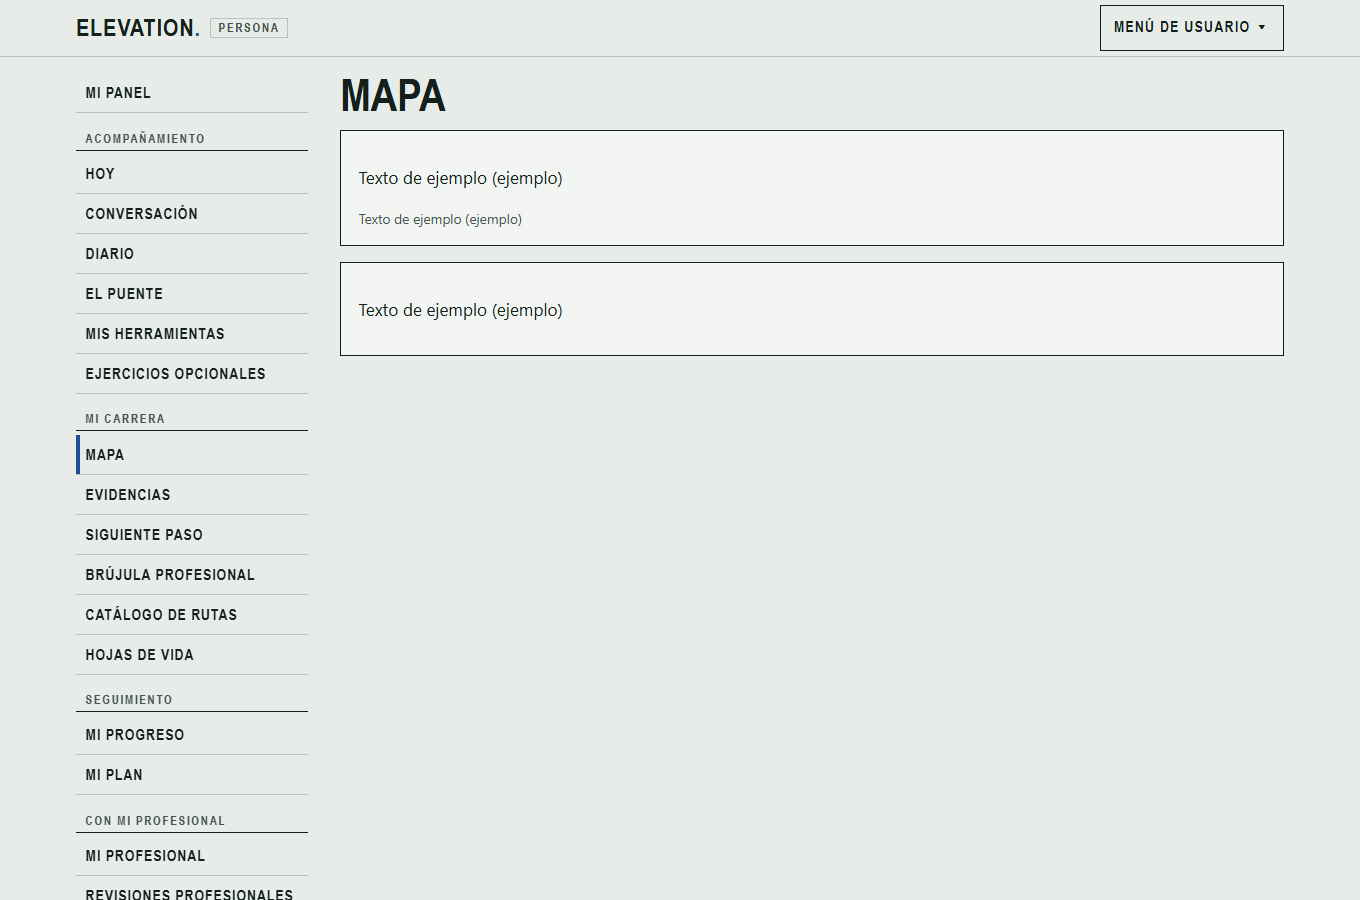 ELEVATION. PERSONA
MENÚ DE USUARIO
MI PANEL
ACOMPAÑAMIENTO
HOY
CONVERSACIÓN
DIARIO
EL PUENTE
MIS HERRAMIENTAS
EJERCICIOS OPCIONALES
MI CARRERA
MAPA
EVIDENCIAS
SIGUIENTE PASO
BRÚJULA PROFESIONAL
CATÁLOGO DE RUTAS
HOJAS DE VIDA
SEGUIMIENTO
MI PROGRESO
MI PLAN
CON MI PROFESIONAL
MI PROFESIONAL
REVISIONES PROFESIONALES
MAPA
Texto de ejemplo (ejemplo)
Texto de ejemplo (ejemplo)
Texto de ejemplo (ejemplo)